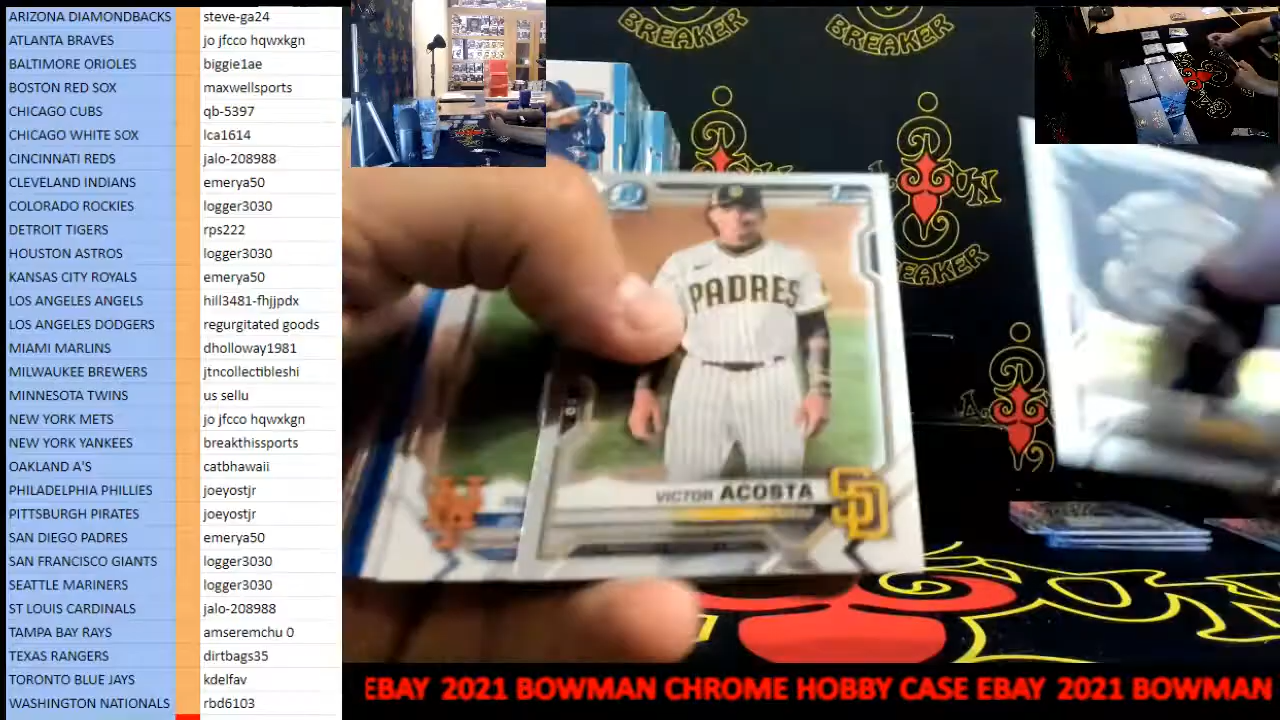 ARIZONA DIAMONDBACKS steve-ga24
ATLANTA BRAVES jo jfcco hqwxkgn
BALTIMORE ORIOLES biggie1ae
BOSTON RED SOX maxwellsports
CHICAGO CUBS qb-5397
CHICAGO WHITE SOX lca1614
CINCINNATI REDS jalo-208988
CLEVELAND INDIANS emerya50
COLORADO ROCKIES logger3030
DETROIT TIGERS rps222
HOUSTON ASTROS logger3030
KANSAS CITY ROYALS emerya50
LOS ANGELES ANGELS hill3481-fhjjpdx
LOS ANGELES DODGERS regurgitated goods
MIAMI MARLINS dholloway1981
MILWAUKEE BREWERS jtncollectibleshi
MINNESOTA TWINS us sellu
NEW YORK METS jo jfcco hqwxkgn
NEW YORK YANKEES breakthissports
OAKLAND A'S catbhawaii
PHILADELPHIA PHILLIES joeyostjr
PITTSBURGH PIRATES joeyostjr
SAN DIEGO PADRES emerya50
SAN FRANCISCO GIANTS logger3030
SEATTLE MARINERS logger3030
ST LOUIS CARDINALS jalo-208988
TAMPA BAY RAYS amseremchu 0
TEXAS RANGERS dirtbags35
TORONTO BLUE JAYS kdelfav
WASHINGTON NATIONALS rbd6103
BREAKER
BREAKER
BREAKER
PADRES
VICTOR ACOSTA
SD
EBAY 2021 BOWMAN CHROME HOBBY CASE EBAY 2021 BOWMAN